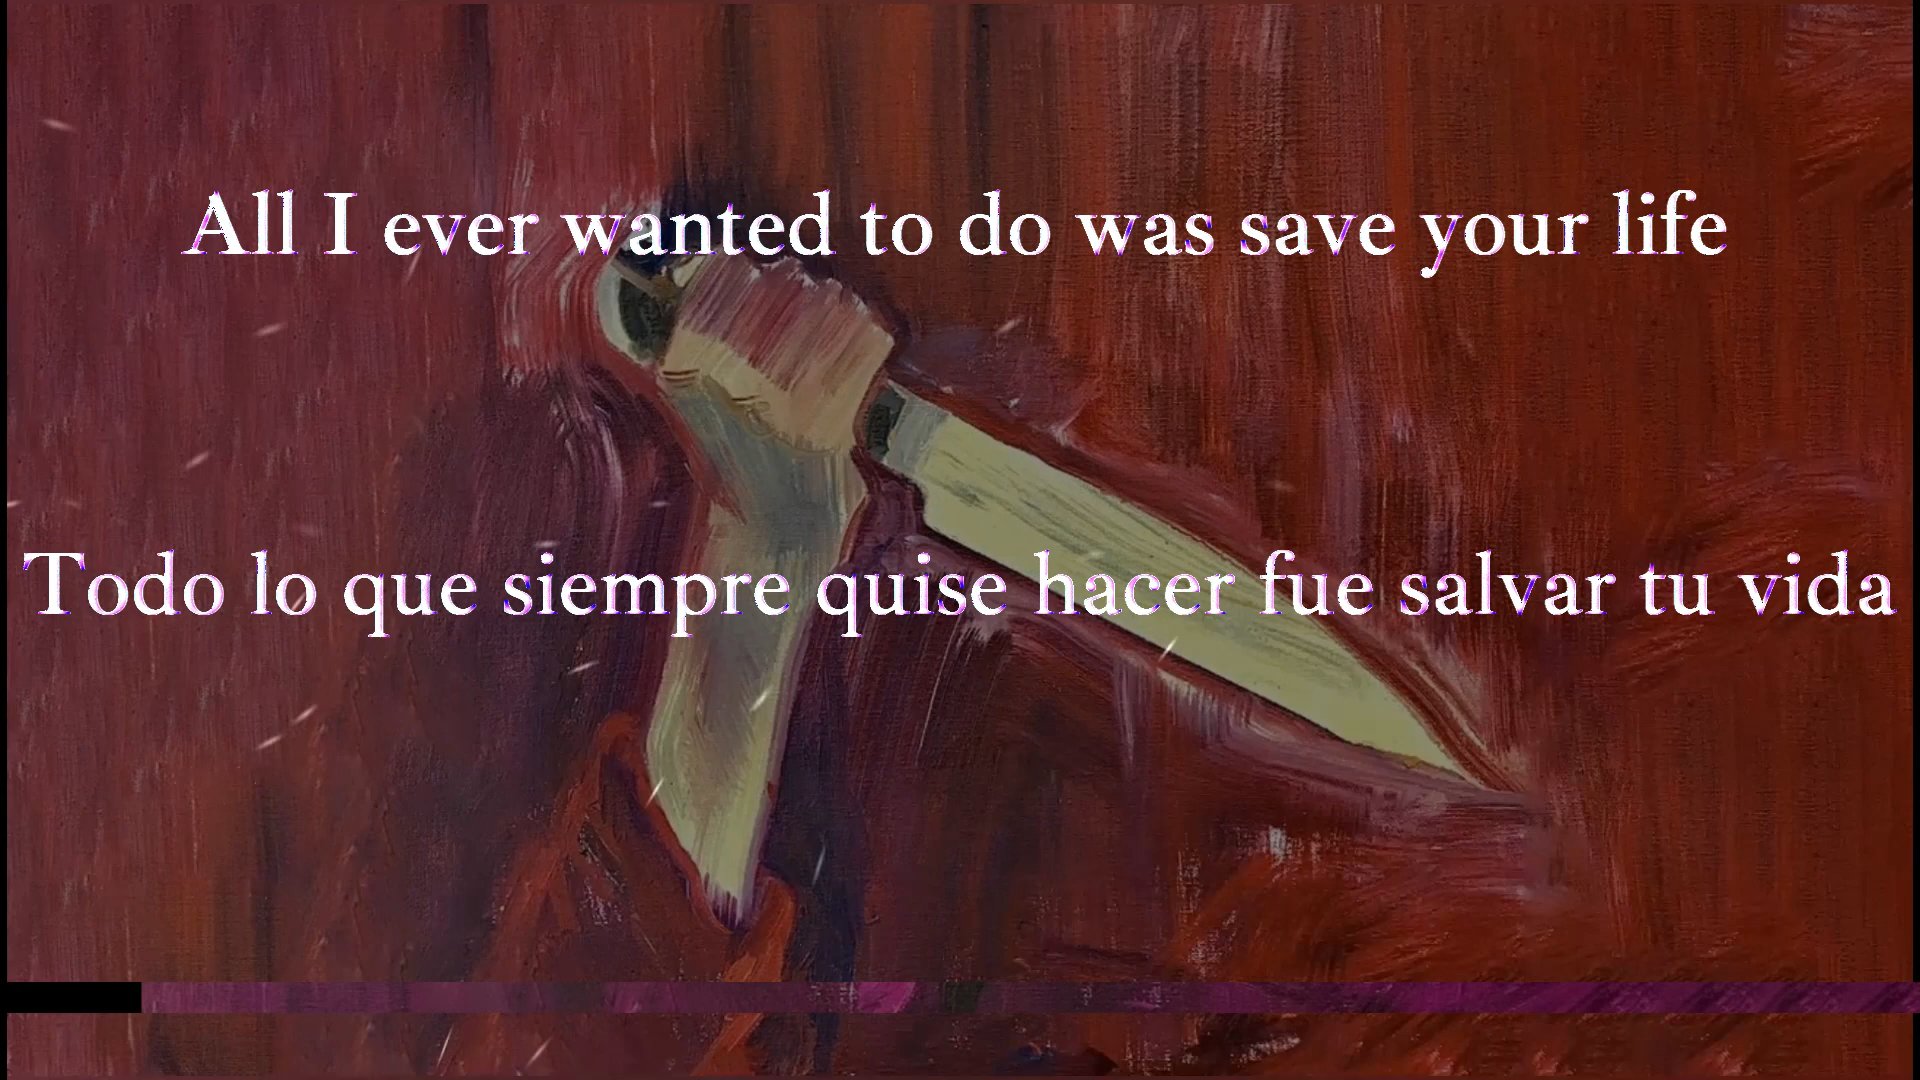 All I ever wanted to do was save your life
Todo lo que siempre quise hacer fue salvar tu vida